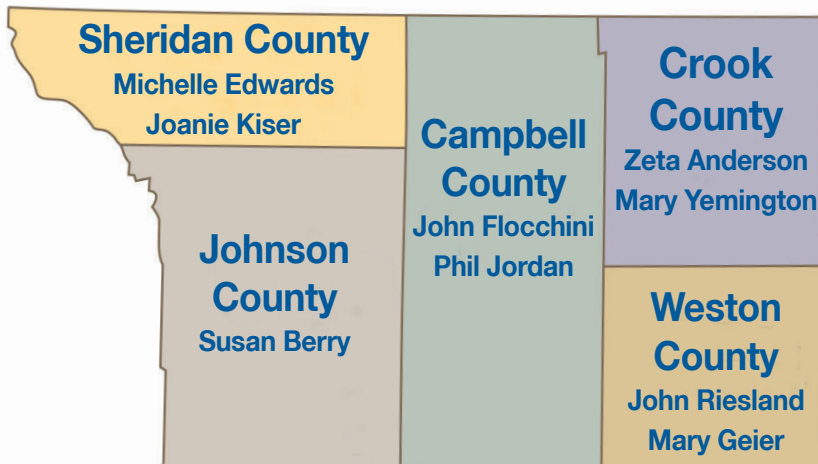 Sheridan County
Michelle Edwards
Joanie Kiser
Johnson
County
Susan Berry
Campbell
County
John Flocchini
Phil Jordan
Crook
County
Zeta Anderson
Mary Yemington
Weston
County
John Riesland
Mary Geier